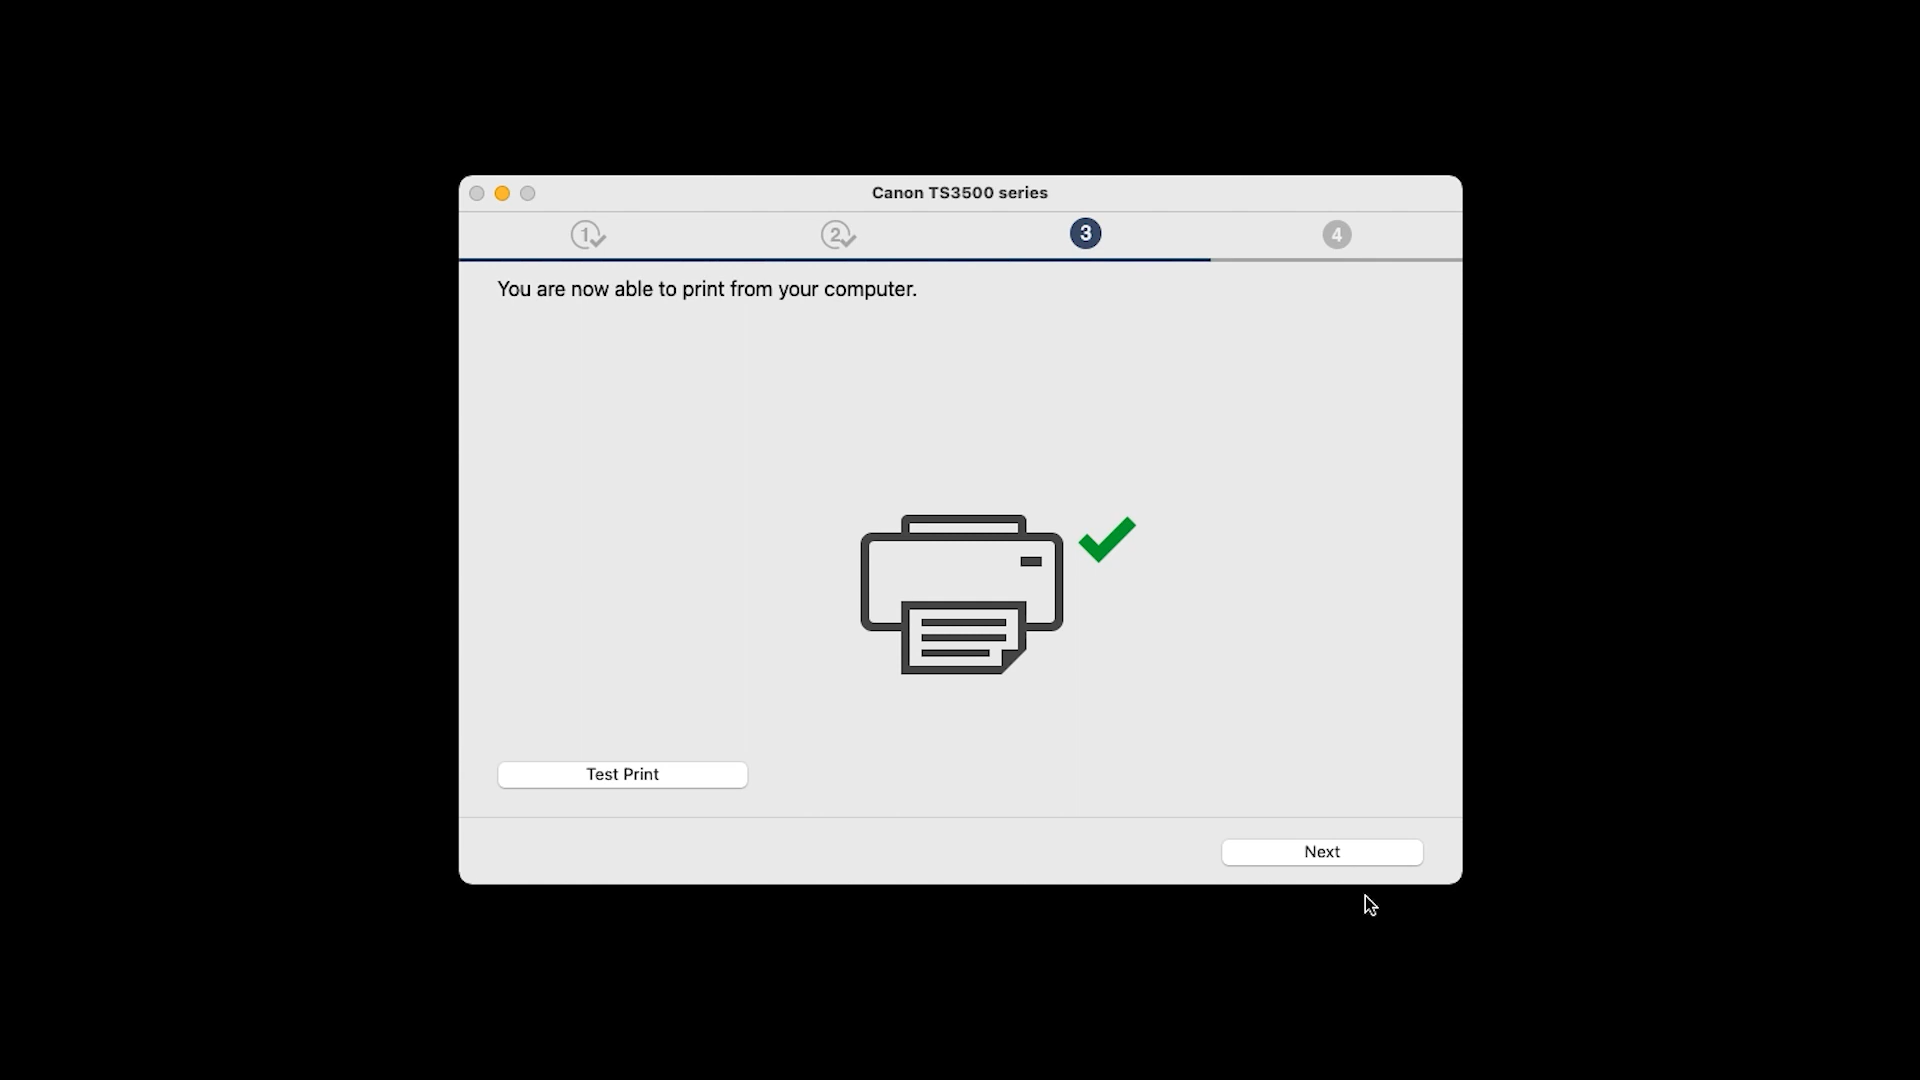 Canon TS3500 series
1
2
3
4
You are now able to print from your computer.
Test Print
Next